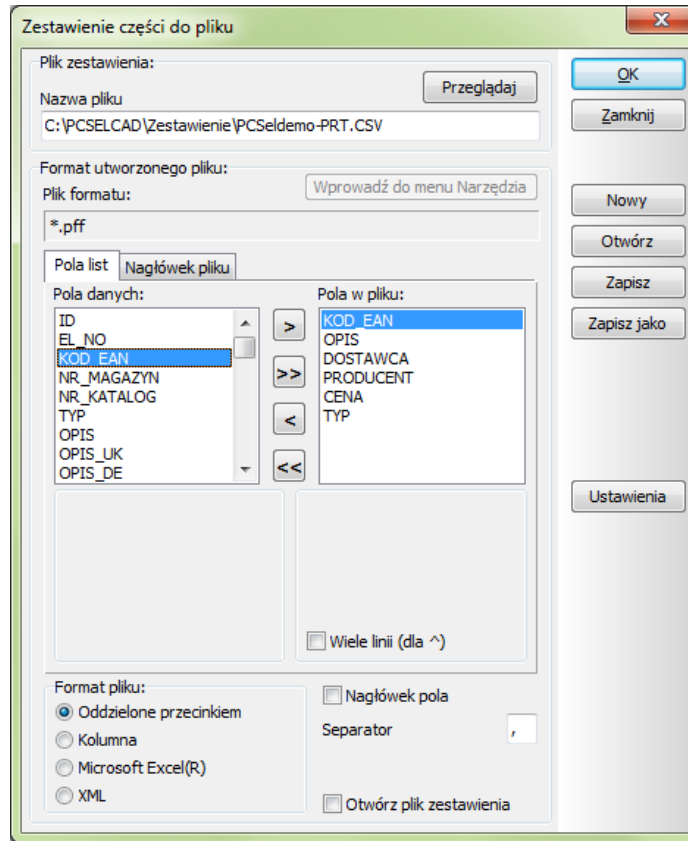 Zestawienie części do pliku
Plik zestawienia:
Przeglądaj
Nazwa pliku
C:\PCSELCAD\Zestawienie\PCSeldemo-PRT.CSV
Format utworzonego pliku:
Plik formatu:
Wprowadź do menu Narzędzia
*.pff
Pola list
Nagłówek pliku
Pola danych:
ID
EL_NO
KOD_EAN
NR_MAGAZYN
NR_KATALOG
TYP
OPIS
OPIS_UK
OPIS_DE
>
>>
<
<<
Pola w pliku:
KOD_EAN
OPIS
DOSTAWCA
PRODUCENT
CENA
TYP
Wiele linii (dla ^)
Format pliku:
Oddzielone przecinkiem
Kolumna
Microsoft Excel(R)
XML
Nagłówek pola
Separator ,
Otwórz plik zestawienia
OK
Zamknij
Nowy
Otwórz
Zapisz
Zapisz jako
Ustawienia